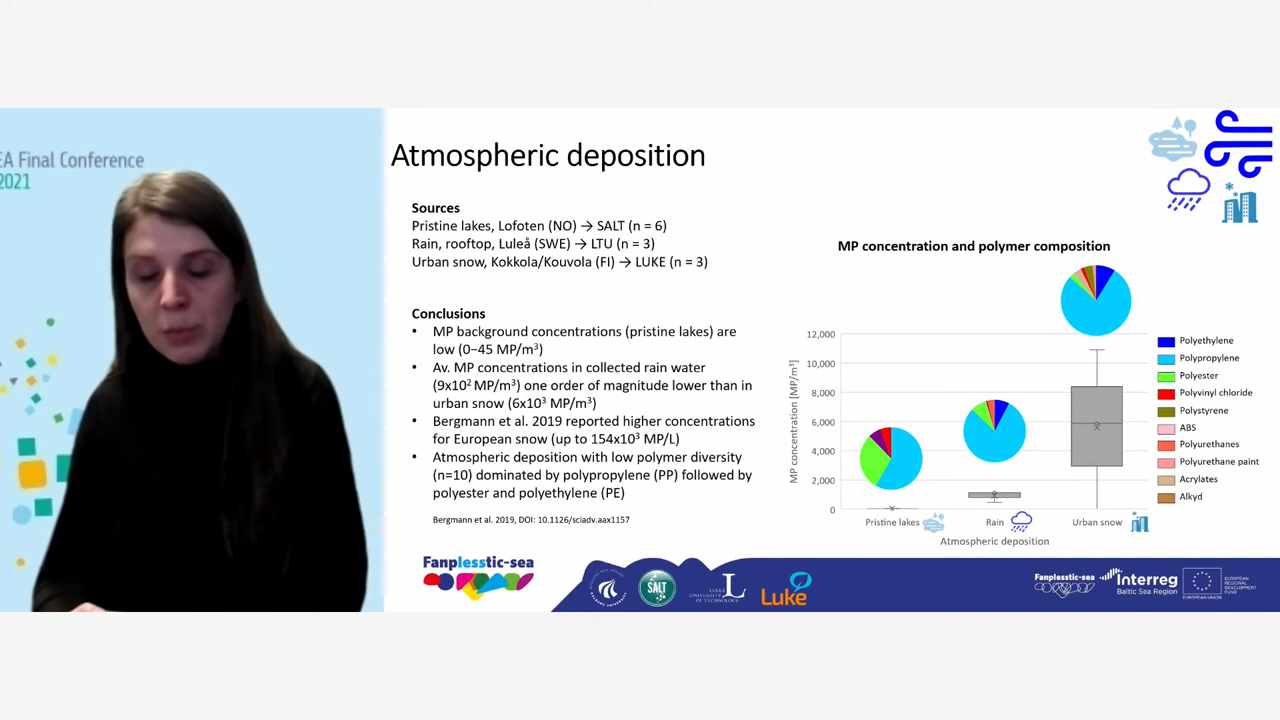 EA Final Conference
2021
Atmospheric deposition
Sources
Pristine lakes, Lofoten (NO) → SALT (n = 6)
Rain, rooftop, Luleå (SWE) → LTU (n = 3)
Urban snow, Kokkola/Kouvola (FI) → LUKE (n = 3)
Conclusions
• MP background concentrations (pristine lakes) are
low (0−45 MP/m³)
• Av. MP concentrations in collected rain water
(9x10² MP/m³) one order of magnitude lower than in
urban snow (6x10³ MP/m³)
• Bergmann et al. 2019 reported higher concentrations
for European snow (up to 154x10³ MP/L)
• Atmospheric deposition with low polymer diversity
(n=10) dominated by polypropylene (PP) followed by
polyester and polyethylene (PE)
Bergmann et al. 2019, DOI: 10.1126/sciadv.aax1157
MP concentration and polymer composition
MP concentration [MP/m³]
12,000
10,000
8,000
6,000
4,000
2,000
0
Pristine lakes
Rain
Urban snow
Atmospheric deposition
Polyethylene
Polypropylene
Polyester
Polyvinyl chloride
Polystyrene
ABS
Polyurethanes
Polyurethane paint
Acrylates
Alkyd
Fanplesstic-sea
SALT
LULEÅ
UNIVERSITY
OF TECHNOLOGY
L
Luke
Fanplesstic-sea
Interreg
Baltic Sea Region
EUROPEAN UNION
EUROPEAN
REGIONAL
DEVELOPMENT
FUND